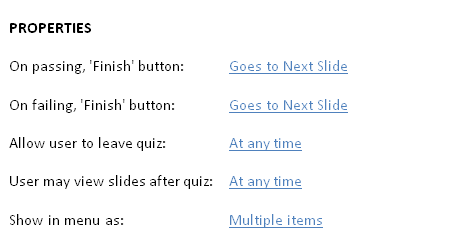 PROPERTIES
On passing, 'Finish' button: Goes to Next Slide
On failing, 'Finish' button: Goes to Next Slide
Allow user to leave quiz: At any time
User may view slides after quiz: At any time
Show in menu as: Multiple items